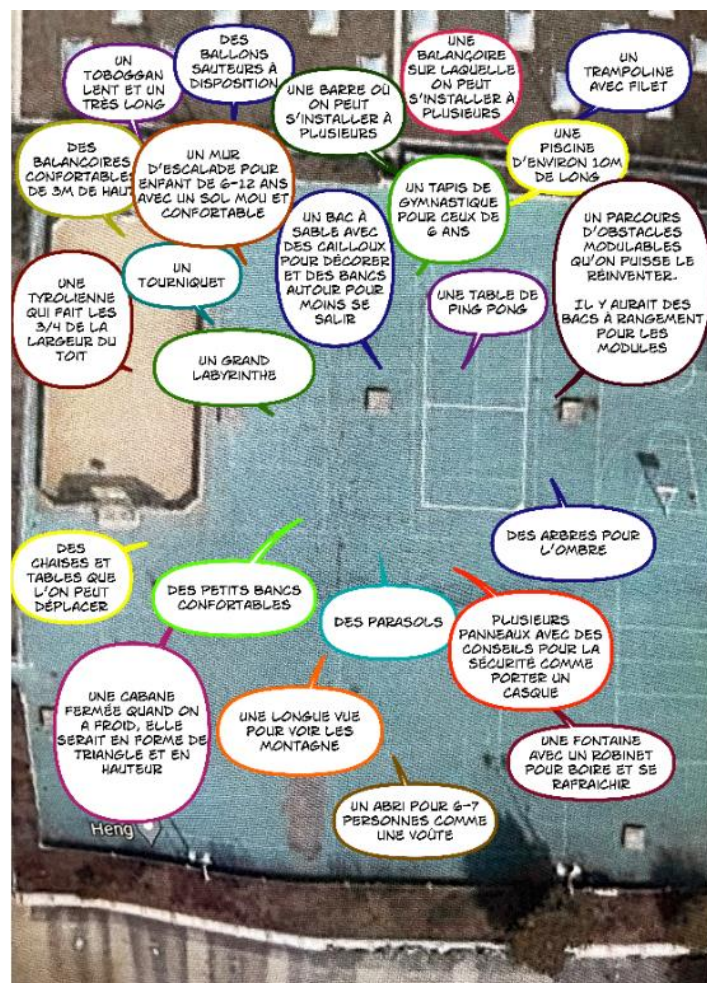 UN
TOBOGGAN
LENT ET UN
TRÈS LONG
DES
BALLONS
SAUTEURS À
DISPOSITION
UNE BARRE OÙ
ON PEUT
S'INSTALLER À
PLUSIEURS
UNE
BALANÇOIRE
SUR LAQUELLE
ON PEUT
S'INSTALLER À
PLUSIEURS
UN
TRAMPOLINE
AVEC FILET
DES
BALANCOIRES
CONFORTABLES
DE 3M DE HAUT
UN MUR
D'ESCALADE POUR
ENFANT DE 6-12 ANS
AVEC UN SOL MOU ET
CONFORTABLE
UNE
PISCINE
D'ENVIRON 10M
DE LONG
UN TAPIS DE
GYMNASTIQUE
POUR CEUX DE
6 ANS
UN BAC À
SABLE AVEC
DES CAILLOUX
POUR DÉCORER
ET DES BANCS
AUTOUR POUR
MOINS SE
SALIR
UN PARCOURS
D'OBSTACLES
MODULABLES
QU'ON PUISSE LE
RÉINVENTER.
IL Y AURAIT DES
BACS À RANGEMENT
POUR LES
MODULES
UN
TOURNIQUET
UNE
TYROLIENNE
QUI FAIT LES
3/4 DE LA
LARGEUR DU
TOIT
UNE TABLE DE
PING PONG
UN GRAND
LABYRINTHE
DES ARBRES POUR
L'OMBRE
DES
CHAISES ET
TABLES QUE
L'ON PEUT
DÉPLACER
DES PETITS BANCS
CONFORTABLES
DES PARASOLS
PLUSIEURS
PANNEAUX AVEC DES
CONSEILS POUR LA
SÉCURITÉ COMME
PORTER UN
CASQUE
UNE CABANE
FERMÉE QUAND ON
A FROID, ELLE
SERAIT EN FORME DE
TRIANGLE ET EN
HAUTEUR
UNE LONGUE VUE
POUR VOIR LES
MONTAGNE
UNE FONTAINE
AVEC UN ROBINET
POUR BOIRE ET SE
RAFRAICHIR
UN ABRI POUR 6-7
PERSONNES COMME
UNE VOÛTE
Heng